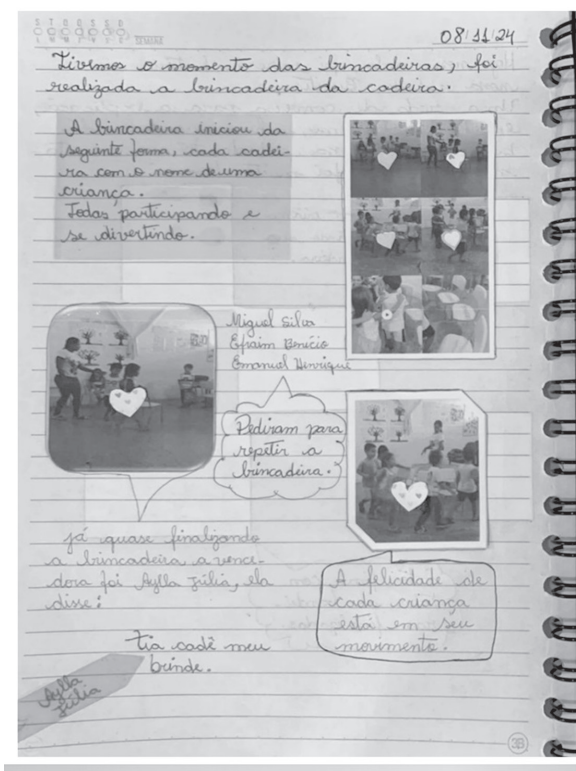 D S T Q Q S S
08/11/24
Tivemos o momento das brincadeiras, foi
realizada a brincadeira da cadeira.
A brincadeira iniciou da
seguinte forma, cada cadei-
ra com o nome de uma
criança.
Todas participando e
se divertindo.
Miguel Silva
Efraim Benício
Emanuel Henrique
Pediram para
repetir a
brincadeira.
já quase finalizando
a brincadeira a vence-
dora foi Aylla Júlia, ela
disse:
tia cadê meu
brinde.
A felicidade de
cada criança
está em seu
movimento.
Aylla
Júlia
38